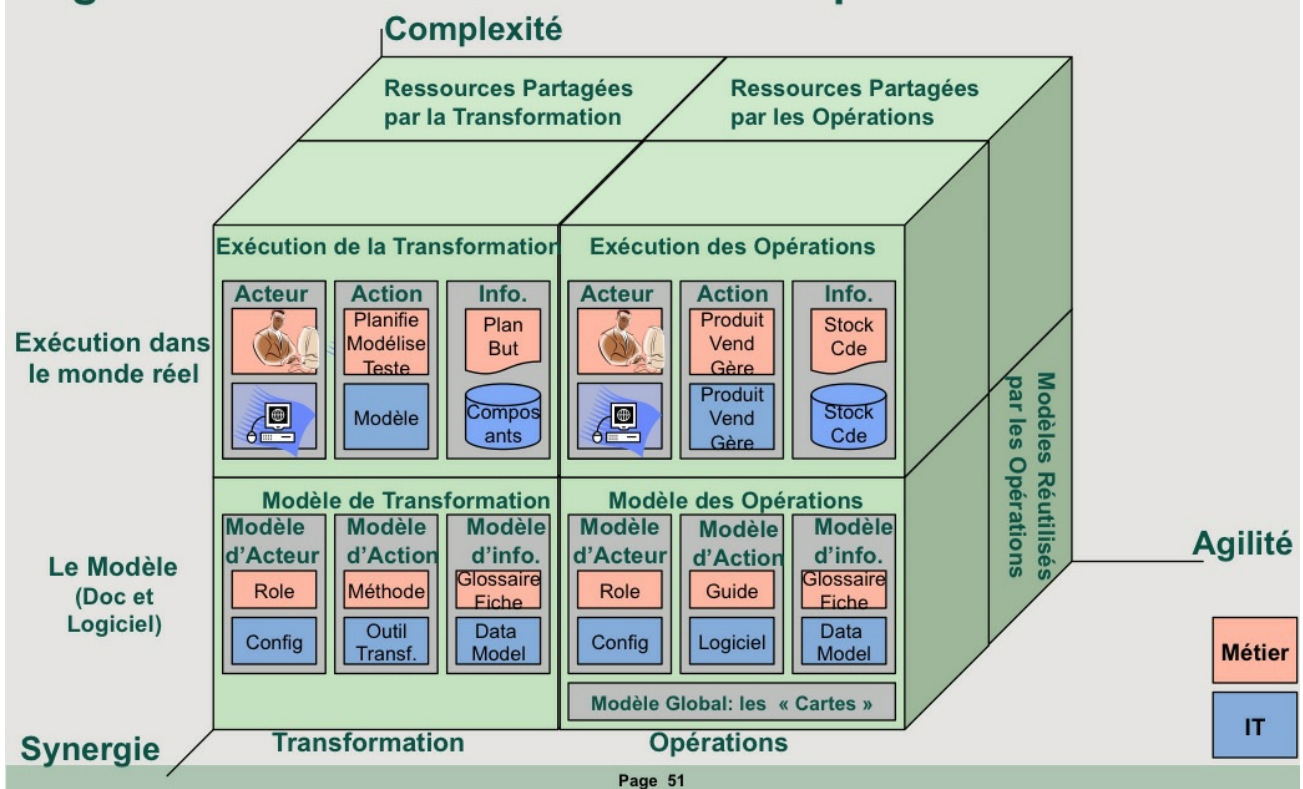 Complexité
Ressources Partagées
par la Transformation
Ressources Partagées
par les Opérations
Exécution de la Transformation
Exécution des Opérations
Acteur
Action
Info.
Acteur
Action
Info.
Planifie
Modélise
Teste
Plan
But
Produit
Vend
Gère
Stock
Cde
Exécution dans
le monde réel
Modèle
Compos
ants
Produit
Vend
Gère
Stock
Cde
Modèles Réutilisés
par les Opérations
Modèle de Transformation
Modèle des Opérations
Modèle
d'Acteur
Modèle
d'Action
Modèle
d'info.
Modèle
d'Acteur
Modèle
d'Action
Modèle
d'info.
Agilité
Le Modèle
(Doc et
Logiciel)
Role
Méthode
Glossaire
Fiche
Role
Guide
Glossaire
Fiche
Config
Outil
Transf.
Data
Model
Config
Logiciel
Data
Model
Métier
IT
Modèle Global: les « Cartes »
Synergie
Transformation
Opérations
Page 51